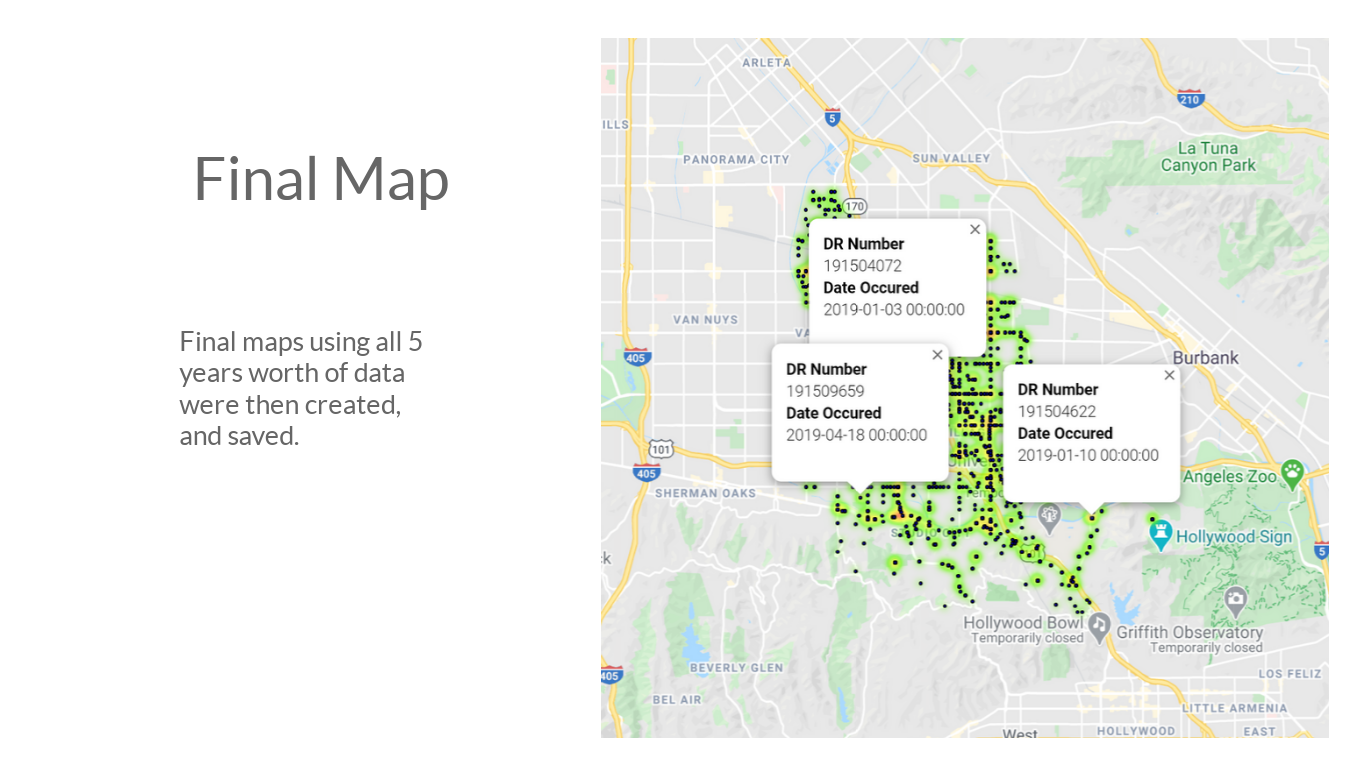 Final Map
Final maps using all 5
years worth of data
were then created,
and saved.
ARLETA
210
5
ILLS
La Tuna
Canyon Park
PANORAMA CITY
SUN VALLEY
170
DR Number
191504072
Date Occured
2019-01-03 00:00:00
VAN NUYS
VA
405
Burbank
DR Number
191509659
Date Occured
2019-04-18 00:00:00
DR Number
191504622
Date Occured
2019-01-10 00:00:00
101
405
SHERMAN OAKS
Angeles Zoo
Hollywood Sign
5
k
Hollywood Bowl
Temporarily closed
Griffith Observatory
Temporarily closed
BEVERLY GLEN
405
BEL AIR
LOS FELIZ
LITTLE ARMENIA
West
HOLLYWOOD
EAST